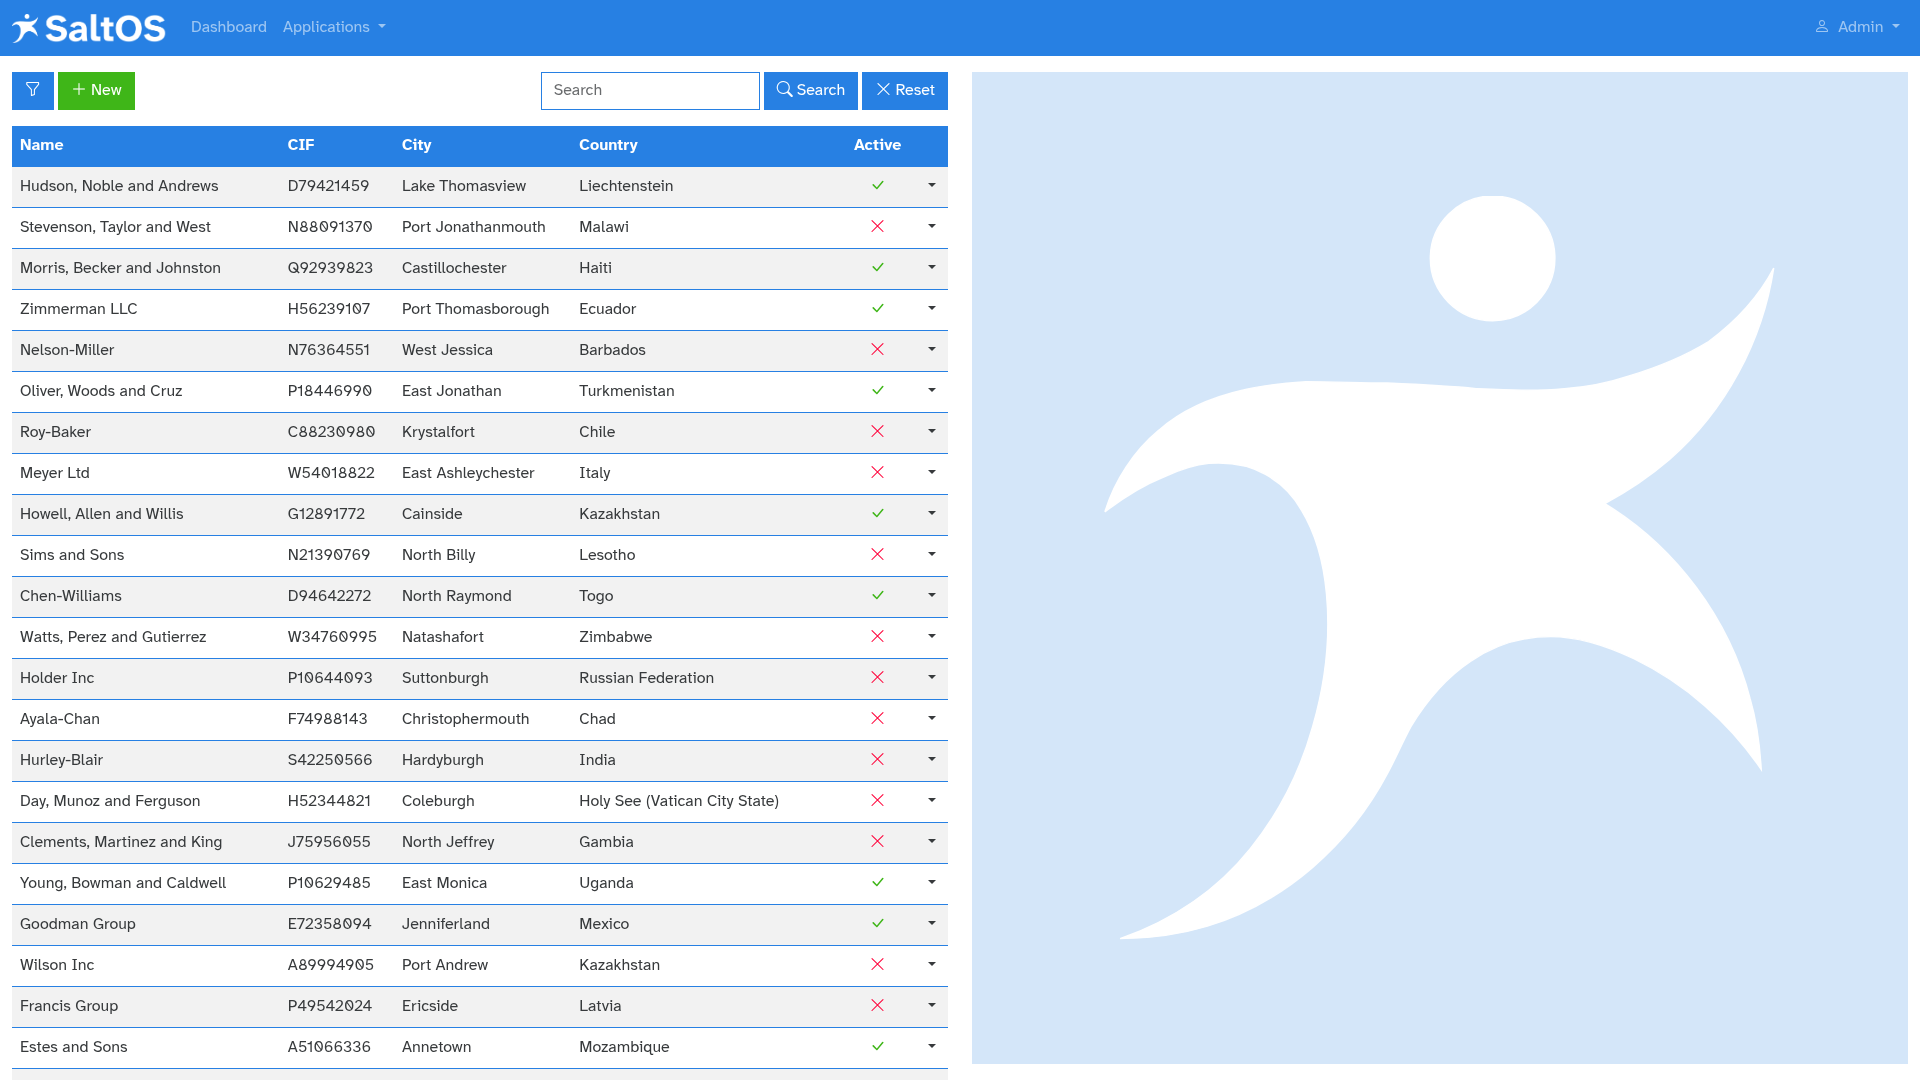 SaltOS Dashboard Applications Admin
New Search Search Reset
Name CIF City Country Active
Hudson, Noble and Andrews D79421459 Lake Thomasview Liechtenstein
Stevenson, Taylor and West N88091370 Port Jonathanmouth Malawi
Morris, Becker and Johnston Q92939823 Castillochester Haiti
Zimmerman LLC H56239107 Port Thomasborough Ecuador
Nelson-Miller N76364551 West Jessica Barbados
Oliver, Woods and Cruz P18446990 East Jonathan Turkmenistan
Roy-Baker C88230980 Krystalfort Chile
Meyer Ltd W54018822 East Ashleychester Italy
Howell, Allen and Willis G12891772 Cainside Kazakhstan
Sims and Sons N21390769 North Billy Lesotho
Chen-Williams D94642272 North Raymond Togo
Watts, Perez and Gutierrez W34760995 Natashafort Zimbabwe
Holder Inc P10644093 Suttonburgh Russian Federation
Ayala-Chan F74988143 Christophermouth Chad
Hurley-Blair S42250566 Hardyburgh India
Day, Munoz and Ferguson H52344821 Coleburgh Holy See (Vatican City State)
Clements, Martinez and King J75956055 North Jeffrey Gambia
Young, Bowman and Caldwell P10629485 East Monica Uganda
Goodman Group E72358094 Jenniferland Mexico
Wilson Inc A89994905 Port Andrew Kazakhstan
Francis Group P49542024 Ericside Latvia
Estes and Sons A51066336 Annetown Mozambique